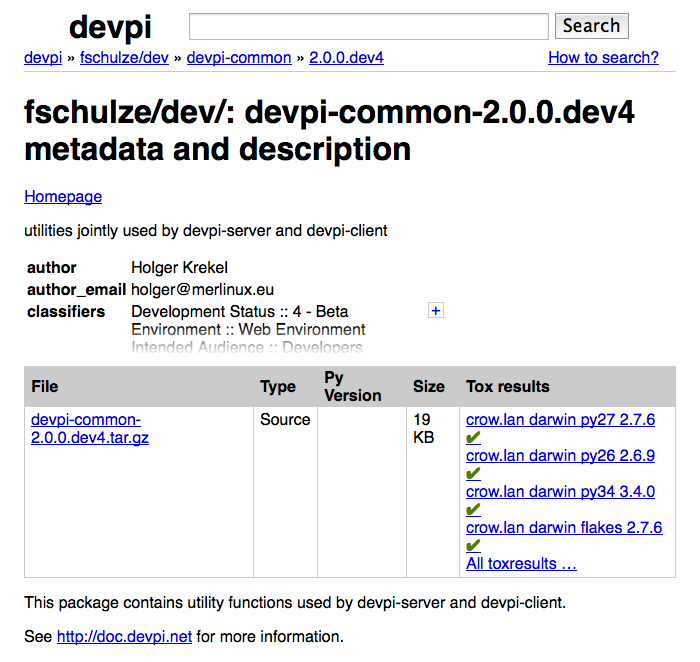 devpi
Search
devpi » fschulze/dev » devpi-common » 2.0.0.dev4
How to search?
fschulze/dev/: devpi-common-2.0.0.dev4
metadata and description
Homepage
utilities jointly used by devpi-server and devpi-client
author Holger Krekel
author_email holger@merlinux.eu
classifiers Development Status :: 4 - Beta
+
Environment :: Web Environment
Intended Audience :: Developers
File Type Py Version Size Tox results
devpi-common-
2.0.0.dev4.tar.gz
Source
19
KB
crow.lan darwin py27 2.7.6
✔
crow.lan darwin py26 2.6.9
✔
crow.lan darwin py34 3.4.0
✔
crow.lan darwin flakes 2.7.6
✔
All toxresults …
This package contains utility functions used by devpi-server and devpi-client.
See http://doc.devpi.net for more information.